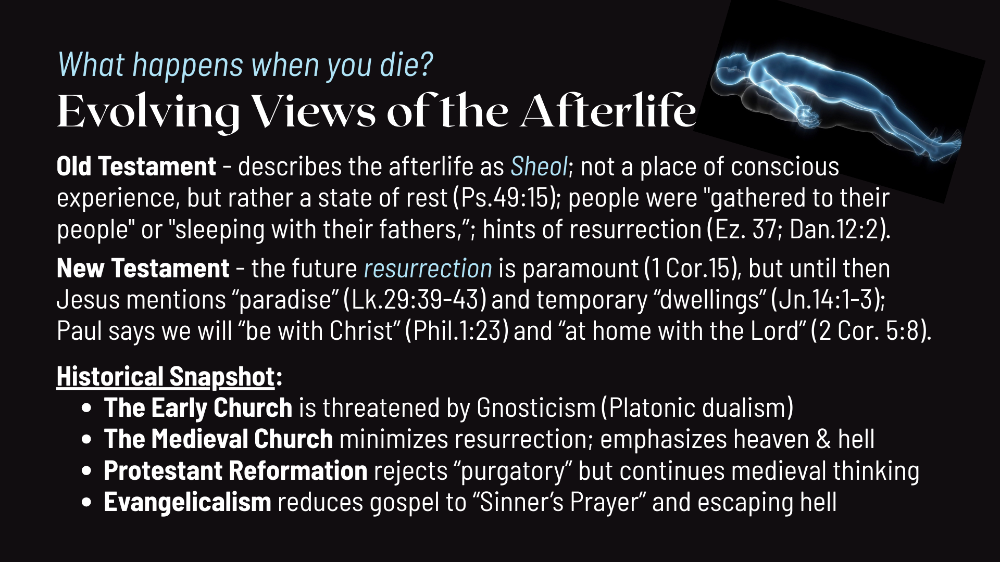 What happens when you die?
Evolving Views of the Afterlife
Old Testament - describes the afterlife as Sheol; not a place of conscious
experience, but rather a state of rest (Ps.49:15); people were "gathered to their
people" or "sleeping with their fathers,”; hints of resurrection (Ez. 37; Dan.12:2).
New Testament - the future resurrection is paramount (1 Cor.15), but until then
Jesus mentions “paradise” (Lk.29:39-43) and temporary “dwellings” (Jn.14:1-3);
Paul says we will “be with Christ” (Phil.1:23) and “at home with the Lord” (2 Cor. 5:8).
Historical Snapshot:
• The Early Church is threatened by Gnosticism (Platonic dualism)
• The Medieval Church minimizes resurrection; emphasizes heaven & hell
• Protestant Reformation rejects “purgatory” but continues medieval thinking
• Evangelicalism reduces gospel to “Sinner’s Prayer” and escaping hell